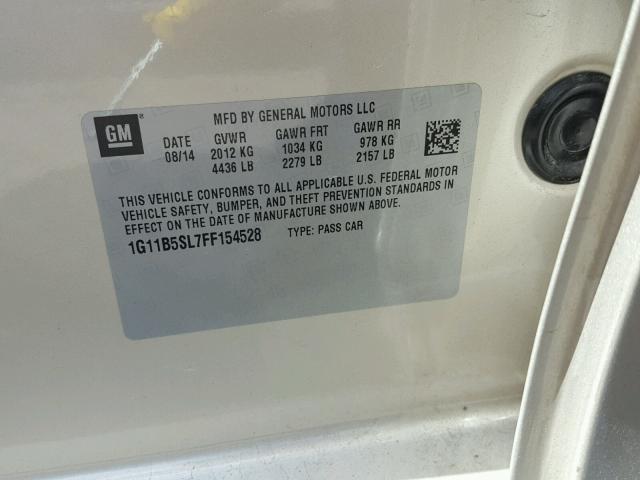 GM
MFD BY GENERAL MOTORS LLC
DATE GVWR GAWR FRT GAWR RR
08/14 2012 KG 1034 KG 978 KG
4436 LB 2279 LB 2157 LB
THIS VEHICLE CONFORMS TO ALL APPLICABLE U.S. FEDERAL MOTOR
VEHICLE SAFETY, BUMPER, AND THEFT PREVENTION STANDARDS IN
EFFECT ON THE DATE OF MANUFACTURE SHOWN ABOVE.
1G11B5SL7FF154528 TYPE: PASS CAR